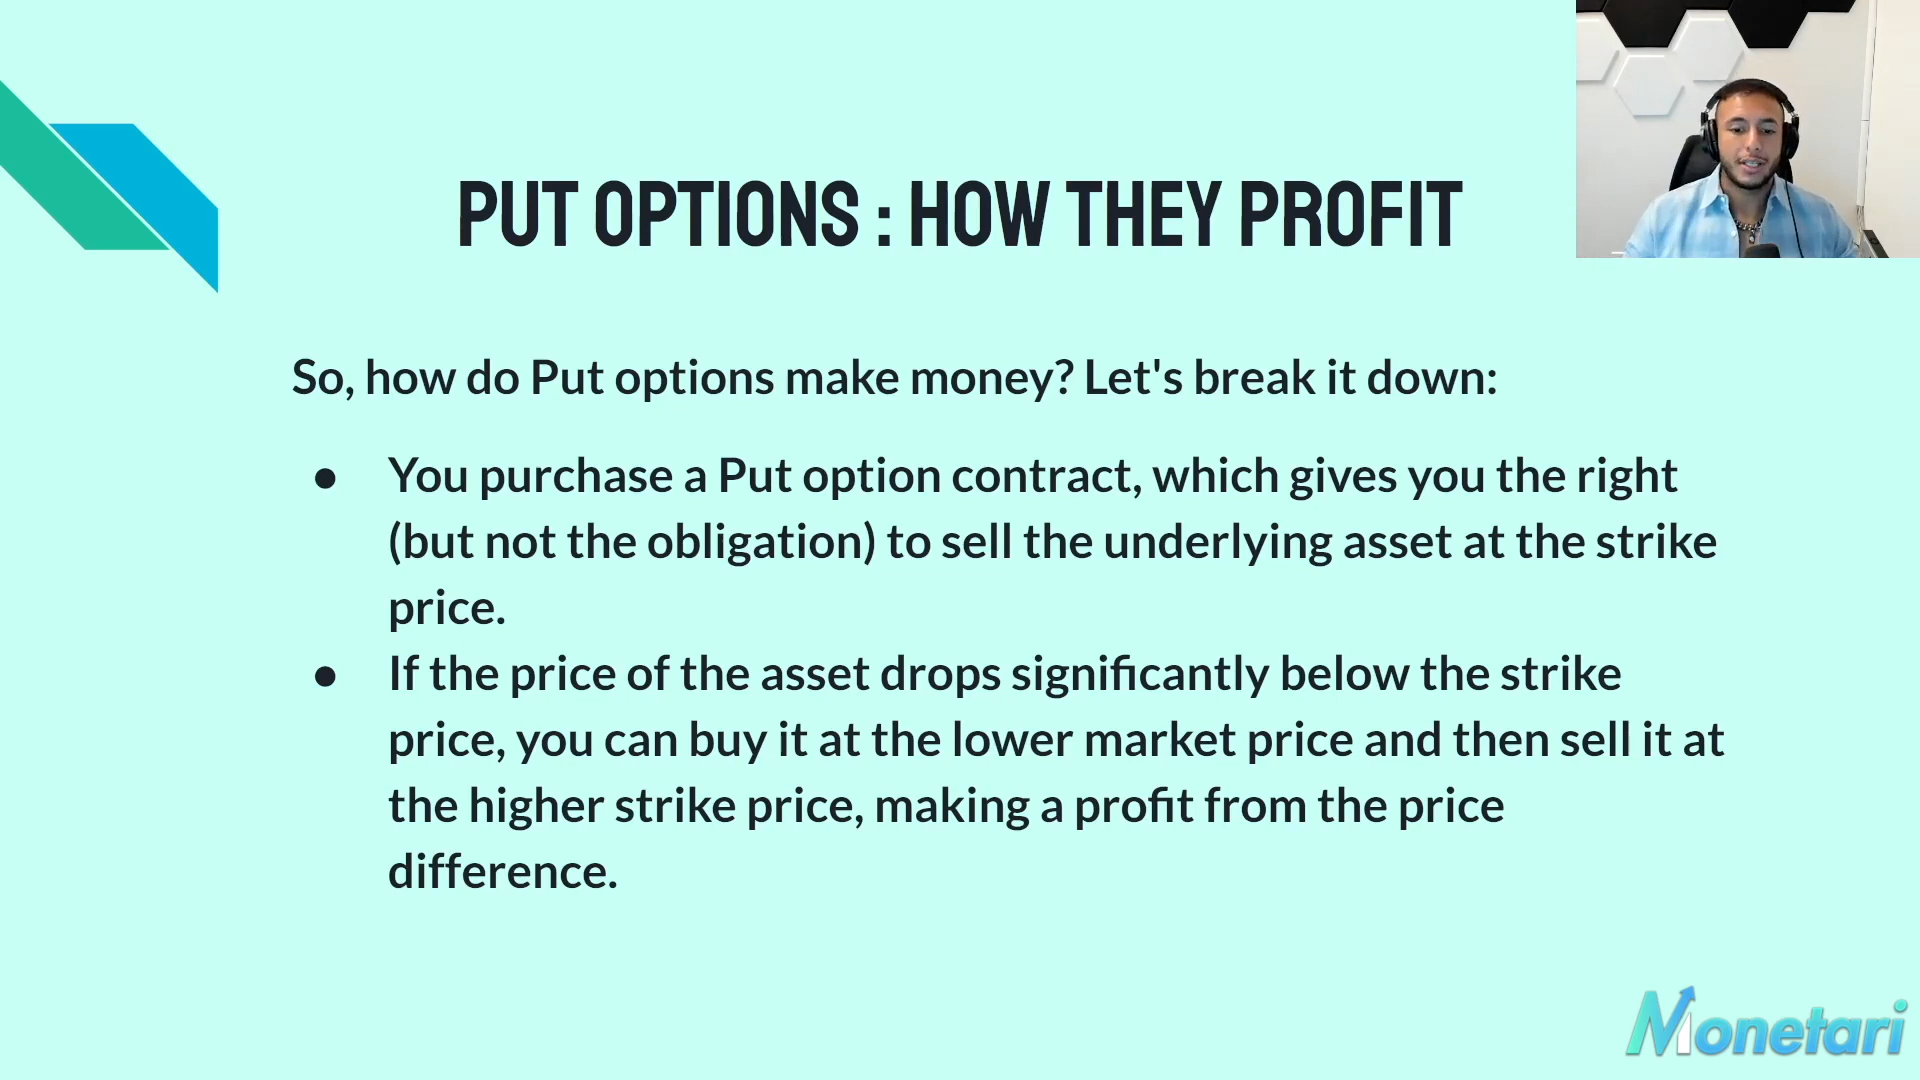 PUT OPTIONS : HOW THEY PROFIT
So, how do Put options make money? Let's break it down:
● You purchase a Put option contract, which gives you the right
(but not the obligation) to sell the underlying asset at the strike
price.
● If the price of the asset drops significantly below the strike
price, you can buy it at the lower market price and then sell it at
the higher strike price, making a profit from the price
difference.
Monetari